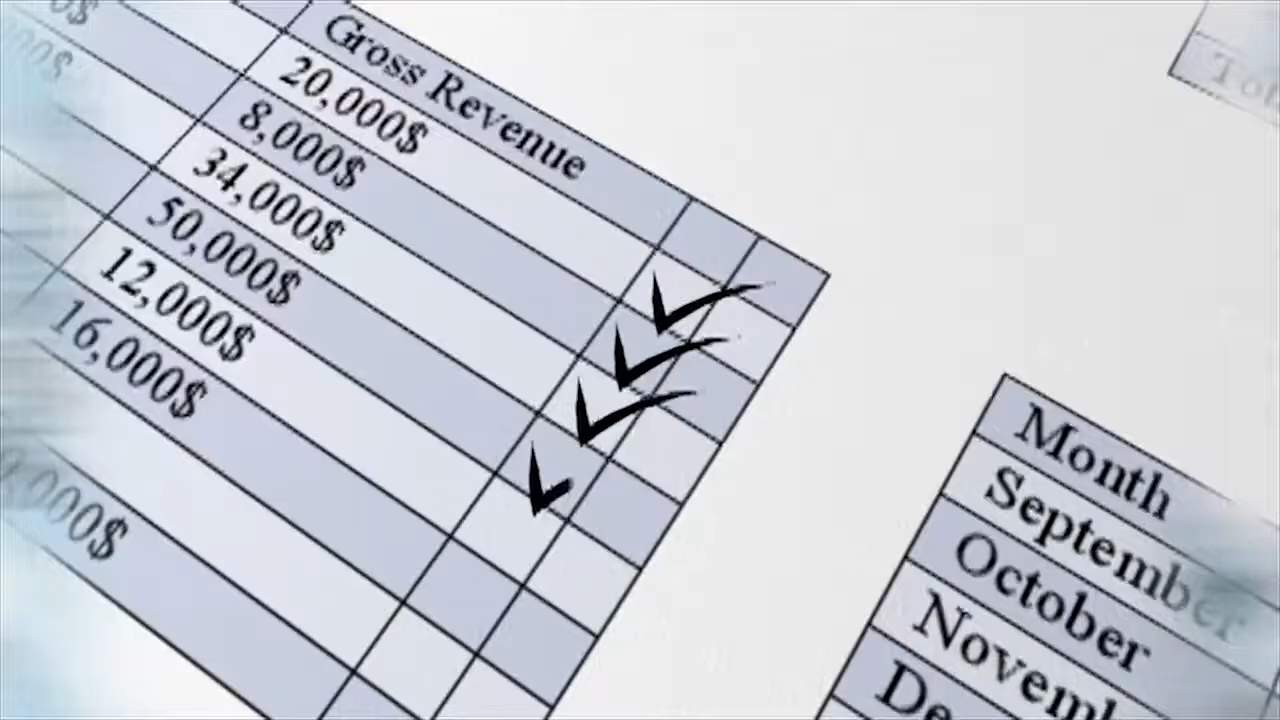 Gross Revenue
20,000$
8,000$
34,000$
50,000$
12,000$
16,000$
Month
September
October